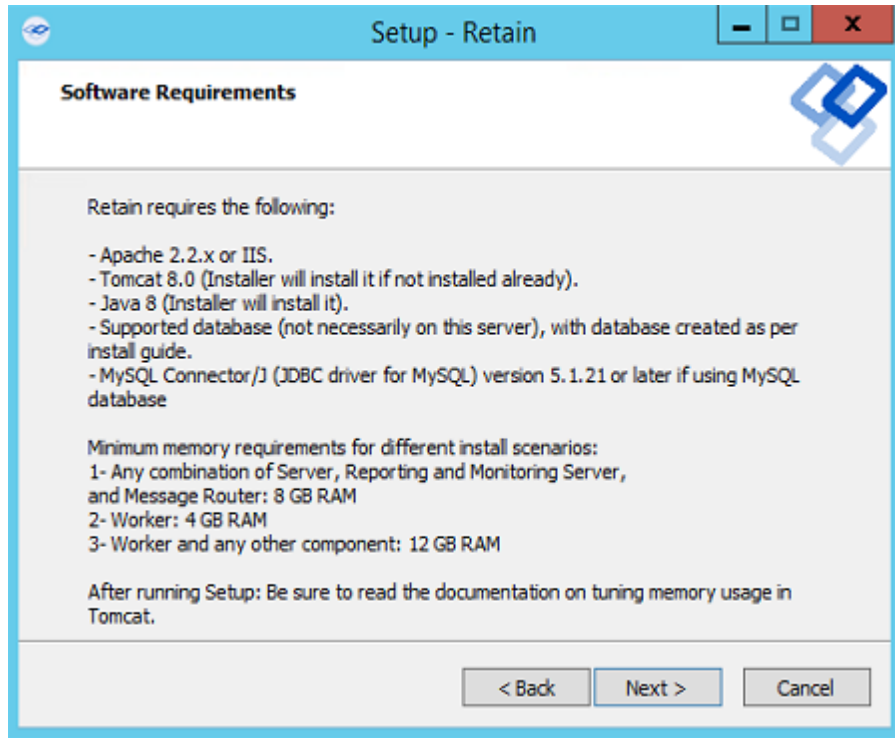 Setup - Retain
Software Requirements
Retain requires the following:
- Apache 2.2.x or IIS.
- Tomcat 8.0 (Installer will install it if not installed already).
- Java 8 (Installer will install it).
- Supported database (not necessarily on this server), with database created as per
install guide.
- MySQL Connector/J (JDBC driver for MySQL) version 5.1.21 or later if using MySQL
database
Minimum memory requirements for different install scenarios:
1- Any combination of Server, Reporting and Monitoring Server,
and Message Router: 8 GB RAM
2- Worker: 4 GB RAM
3- Worker and any other component: 12 GB RAM
After running Setup: Be sure to read the documentation on tuning memory usage in
Tomcat.
< Back Next > Cancel